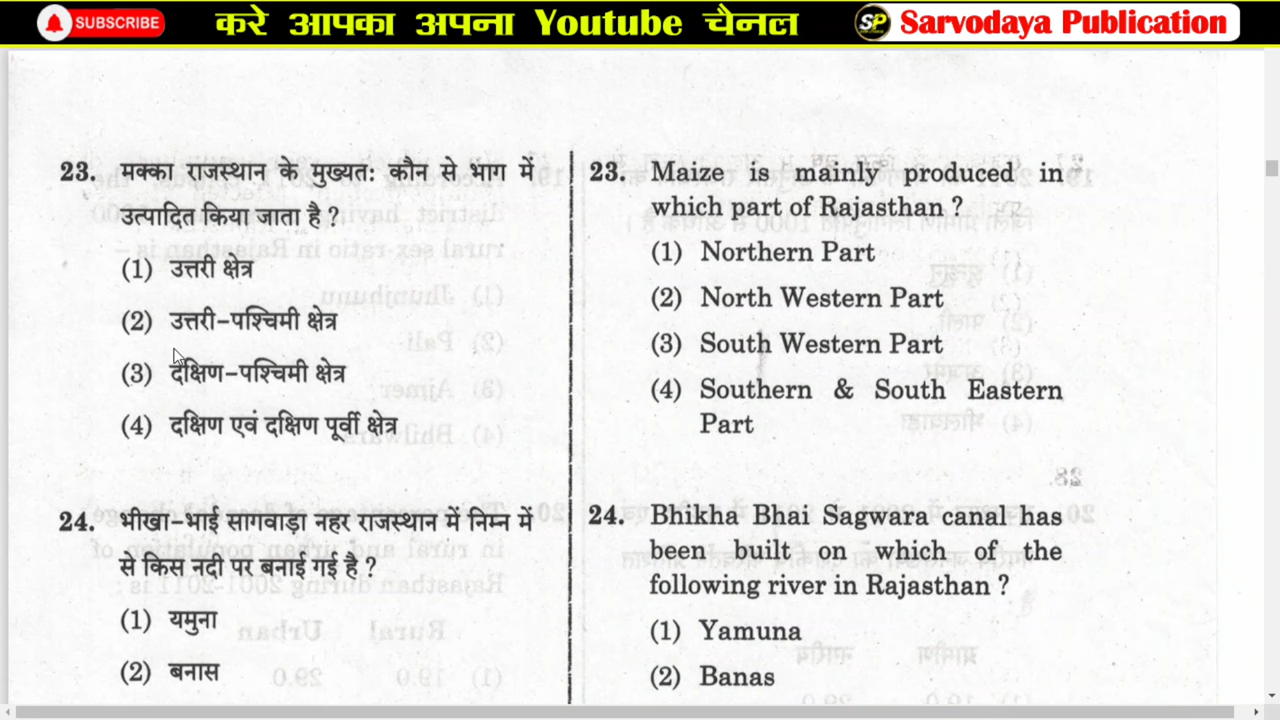 SUBSCRIBE
करे आपका अपना Youtube चैनल
SP
Sarvodaya Publication
23. मक्का राजस्थान के मुख्यत: कौन से भाग में
उत्पादित किया जाता है ?
(1) उत्तरी क्षेत्र
(2) उत्तरी-पश्चिमी क्षेत्र
(3) दक्षिण-पश्चिमी क्षेत्र
(4) दक्षिण एवं दक्षिण पूर्वी क्षेत्र
24. भीखा-भाई सागवाड़ा नहर राजस्थान में निम्न में
से किस नदी पर बनाई गई है ?
(1) यमुना
(2) बनास
23. Maize is mainly produced in
which part of Rajasthan ?
(1) Northern Part
(2) North Western Part
(3) South Western Part
(4) Southern & South Eastern
Part
24. Bhikha Bhai Sagwara canal has
been built on which of the
following river in Rajasthan ?
(1) Yamuna
(2) Banas